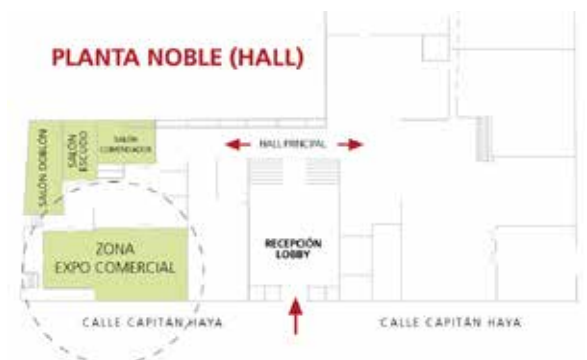 PLANTA NOBLE (HALL)
SALÓN DOBLÓN
SALÓN
ESCUDO
SALÓN
COMENDADOR
HALL PRINCIPAL
ZONA
EXPO COMERCIAL
RECEPCIÓN
LOBBY
CALLE CAPITÁN HAYA
CALLE CAPITÁN HAYA